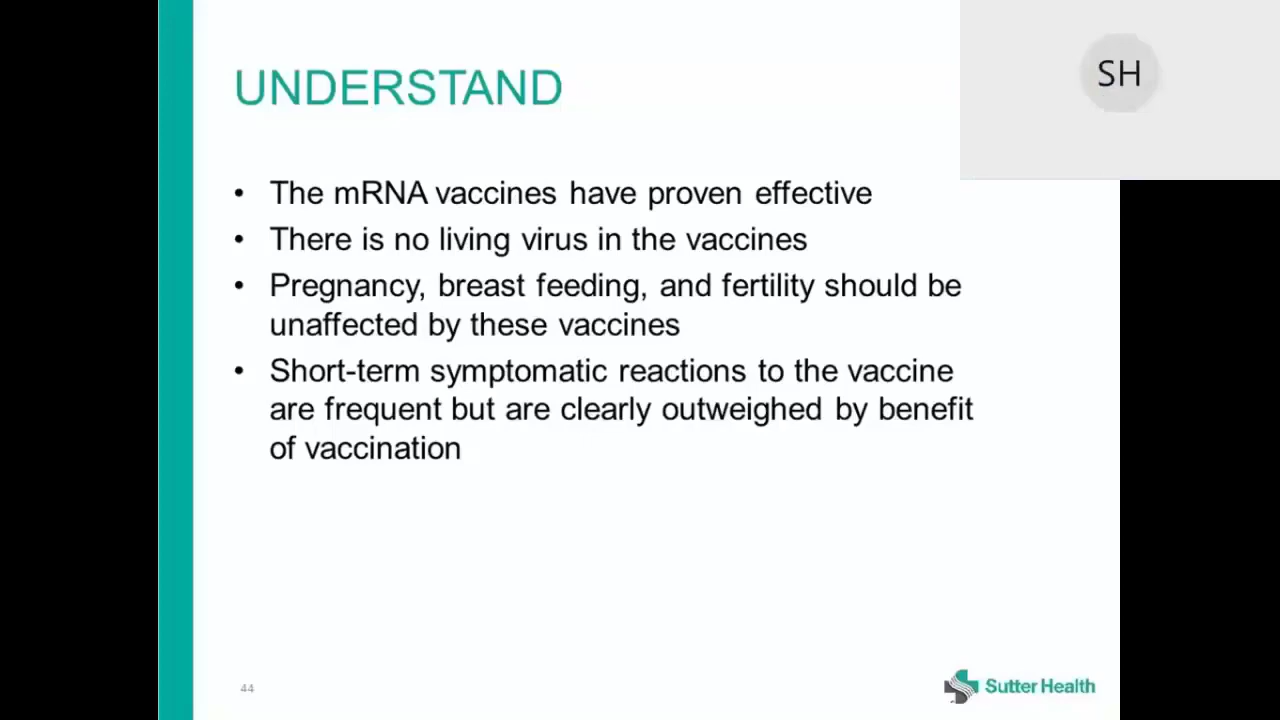 SH
UNDERSTAND
• The mRNA vaccines have proven effective
• There is no living virus in the vaccines
• Pregnancy, breast feeding, and fertility should be
unaffected by these vaccines
• Short-term symptomatic reactions to the vaccine
are frequent but are clearly outweighed by benefit
of vaccination
44
Sutter Health